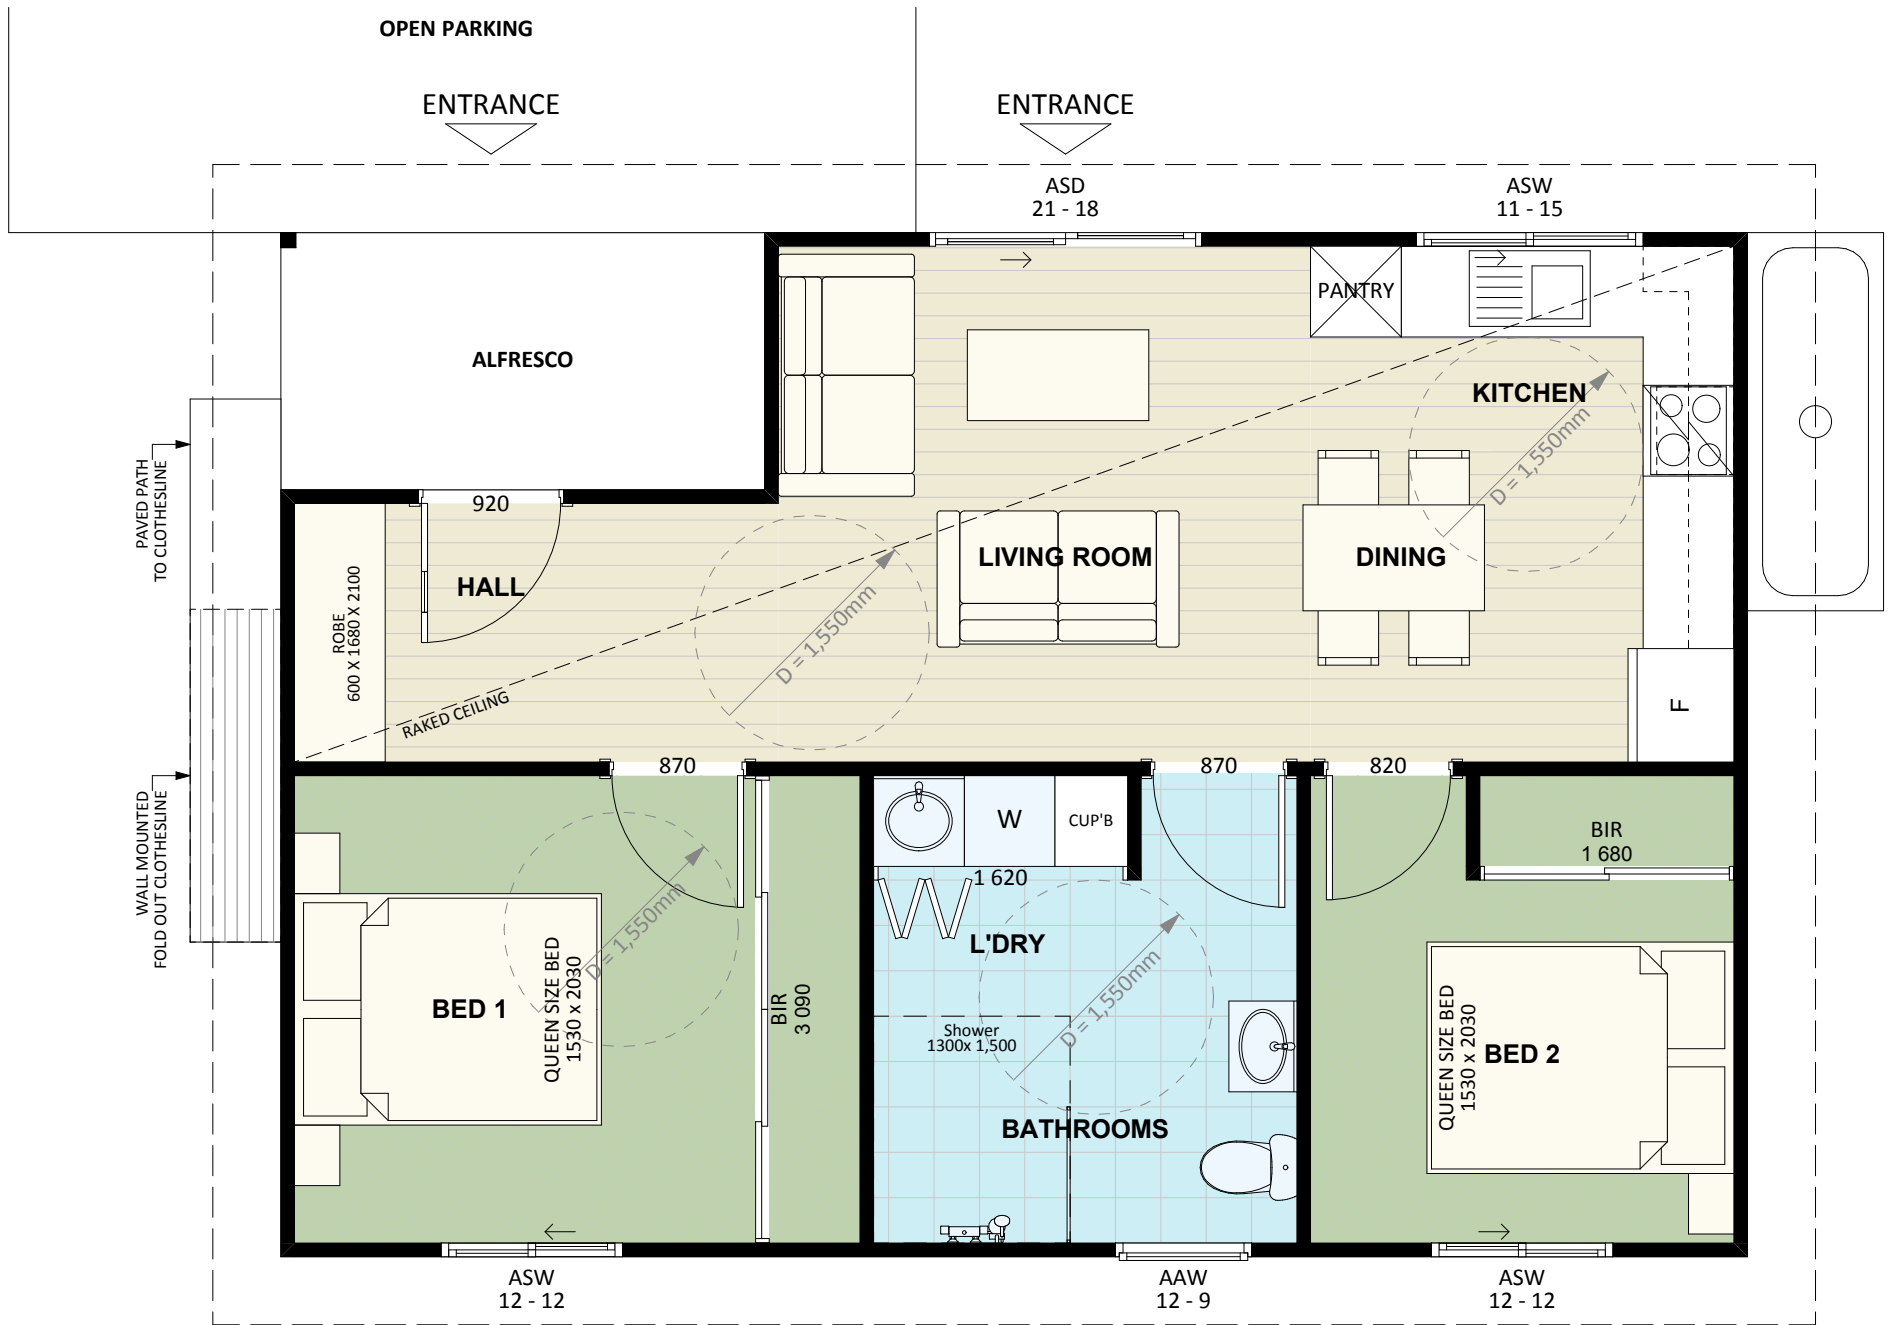 OPEN PARKING
ENTRANCE
ENTRANCE
ASD
21 - 18
ASW
11 - 15
PANTRY
ALFRESCO
KITCHEN
D = 1,550mm
PAVED PATH
TO CLOTHESLINE
920
HALL
ROBE
600 X 1680 X 2100
LIVING ROOM
DINING
D = 1,550mm
RAKED CEILING
F
870
870
820
WALL MOUNTED
FOLD OUT CLOTHESLINE
W
CUP'B
1 620
BIR
1 680
D = 1,550mm
L'DRY
D = 1,550mm
BED 1
QUEEN SIZE BED
1530 x 2030
BIR
3 090
Shower
1300x 1,500
BATHROOMS
QUEEN SIZE BED
1530 x 2030
BED 2
ASW
12 - 12
AAW
12 - 9
ASW
12 - 12